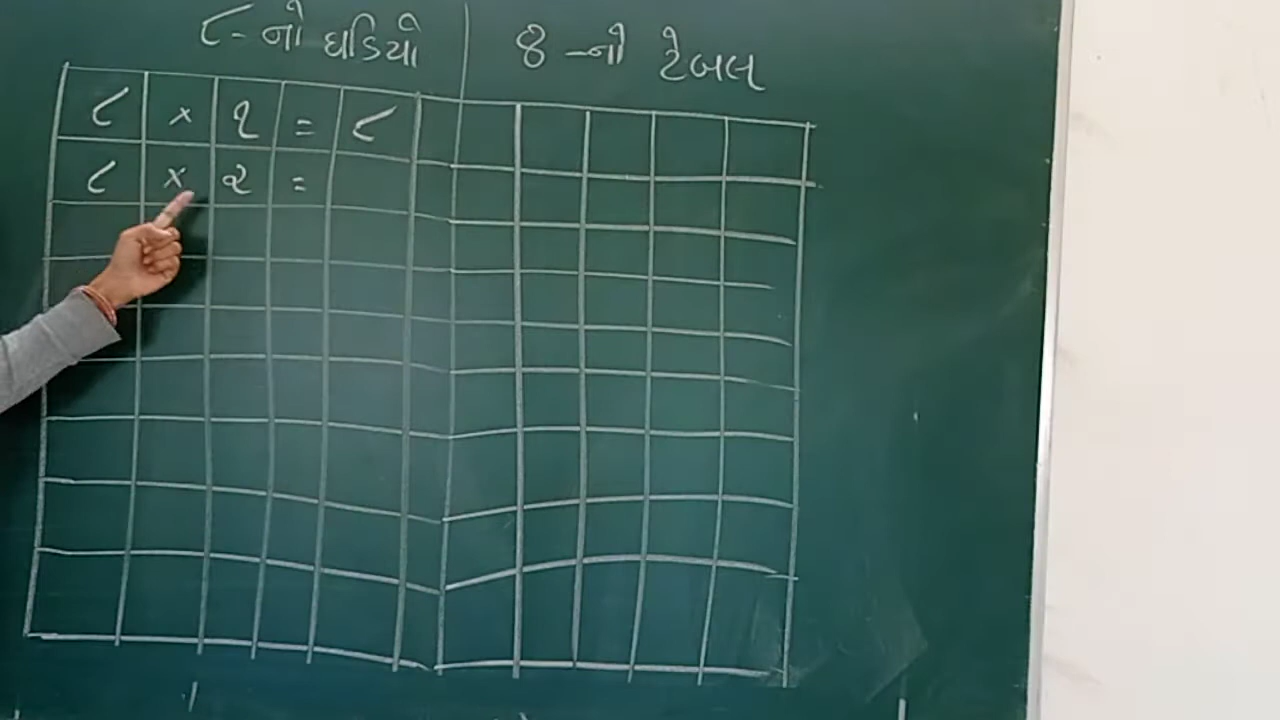 ૮ - નો ઘડિયો
8 - નો ટેબલ
૮ × ૧ = ૮
૮ × ૨ =